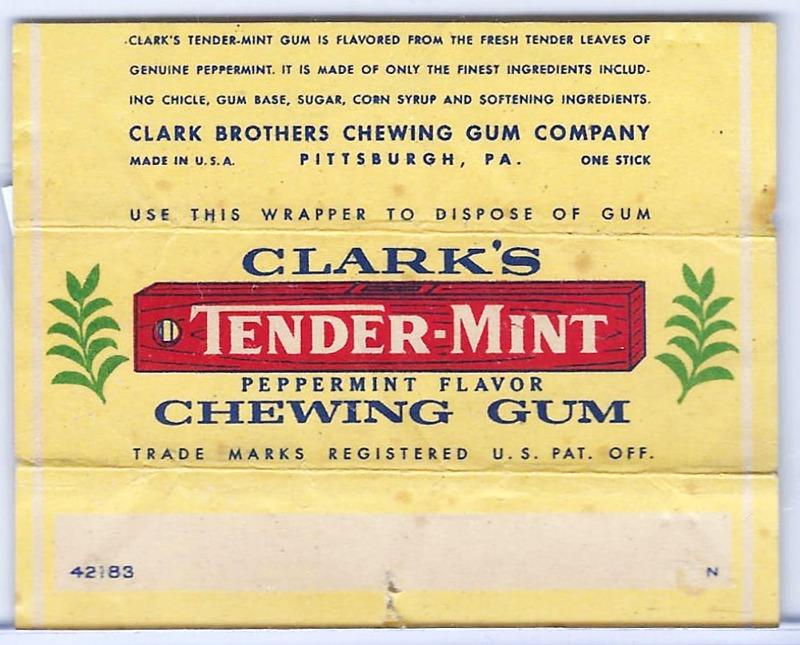 CLARK'S TENDER-MINT GUM IS FLAVORED FROM THE FRESH TENDER LEAVES OF
GENUINE PEPPERMINT. IT IS MADE OF ONLY THE FINEST INGREDIENTS INCLUD-
ING CHICLE, GUM BASE, SUGAR, CORN SYRUP AND SOFTENING INGREDIENTS.
CLARK BROTHERS CHEWING GUM COMPANY
MADE IN U.S.A. PITTSBURGH, PA. ONE STICK
USE THIS WRAPPER TO DISPOSE OF GUM
CLARK'S
TENDER-MINT
PEPPERMINT FLAVOR
CHEWING GUM
TRADE MARKS REGISTERED U.S. PAT. OFF.
42183 N